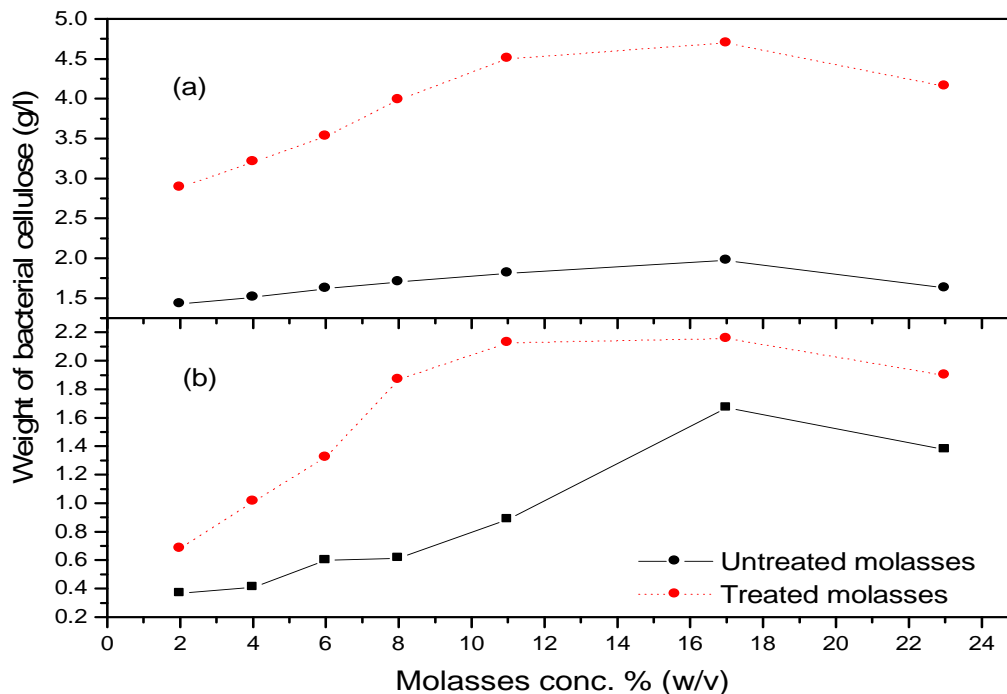 Weight of bacterial cellulose (g/l)
5.0
4.5
4.0
3.5
3.0
2.5
2.0
1.5
(a)
2.2
2.0
1.8
1.6
1.4
1.2
1.0
0.8
0.6
0.4
0.2
(b)
Untreated molasses
Treated molasses
0 2 4 6 8 10 12 14 16 18 20 22 24
Molasses conc. % (w/v)